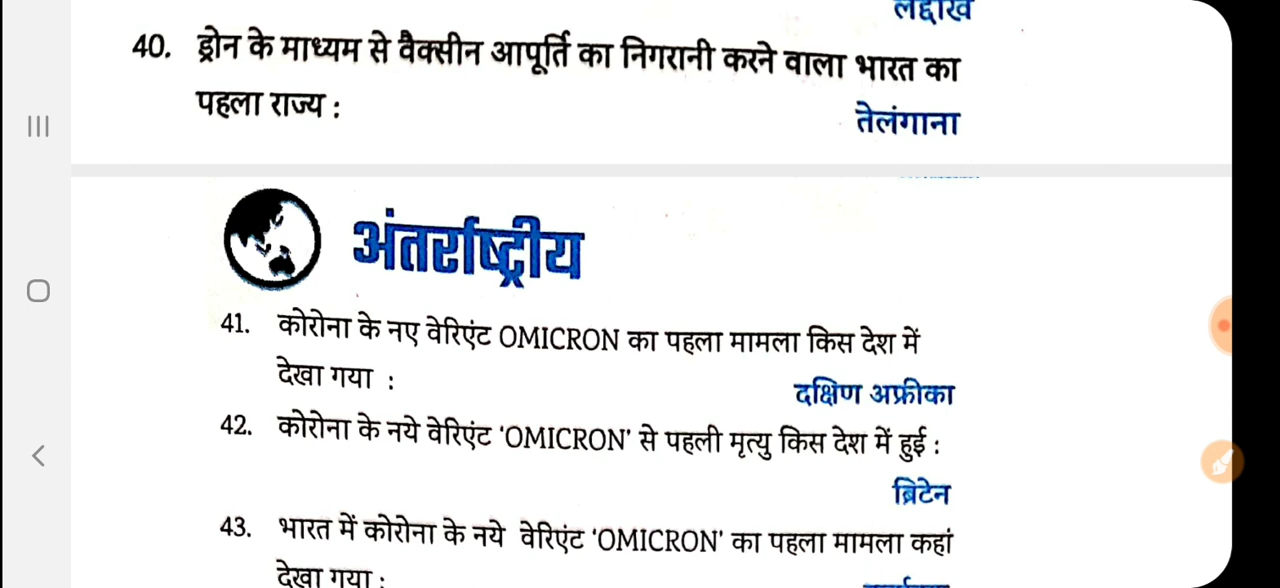 लद्दाख
40. ड्रोन के माध्यम से वैक्सीन आपूर्ति का निगरानी करने वाला भारत का
पहला राज्य :
तेलंगाना
अंतर्राष्ट्रीय
41. कोरोना के नए वेरिएंट OMICRON का पहला मामला किस देश में
देखा गया :
दक्षिण अफ्रीका
42. कोरोना के नये वेरिएंट ‘OMICRON’ से पहली मृत्यु किस देश में हुई :
ब्रिटेन
43. भारत में कोरोना के नये वेरिएंट ‘OMICRON’ का पहला मामला कहां
देखा गया :